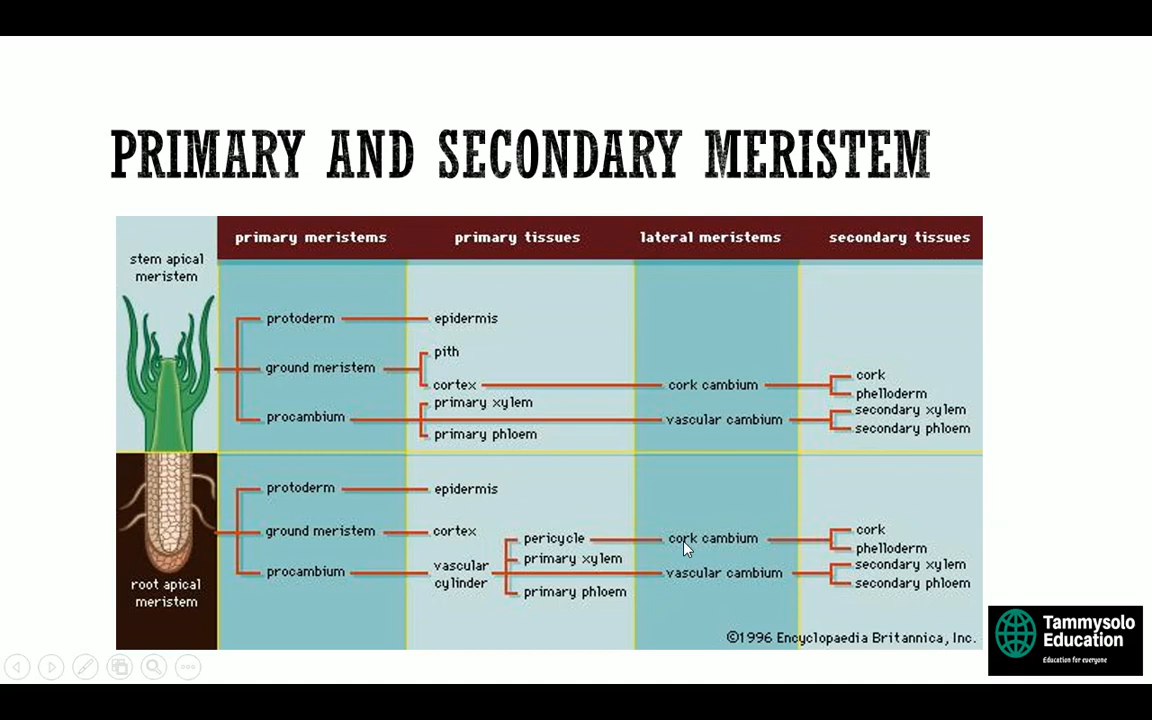 PRIMARY AND SECONDARY MERISTEM
primary meristems primary tissues lateral meristems secondary tissues
stem apical
meristem
protoderm epidermis
pith
ground meristem
cortex cork cambium cork
phelloderm
primary xylem
procambium vascular cambium secondary xylem
primary phloem secondary phloem
protoderm epidermis
ground meristem cortex cork
pericycle cork cambium
phelloderm
primary xylem secondary xylem
procambium vascular
cylinder vascular cambium
secondary phloem
primary phloem
root apical
meristem
©1996 Encyclopaedia Britannica, Inc.
Tammysolo
Education
Education for everyone